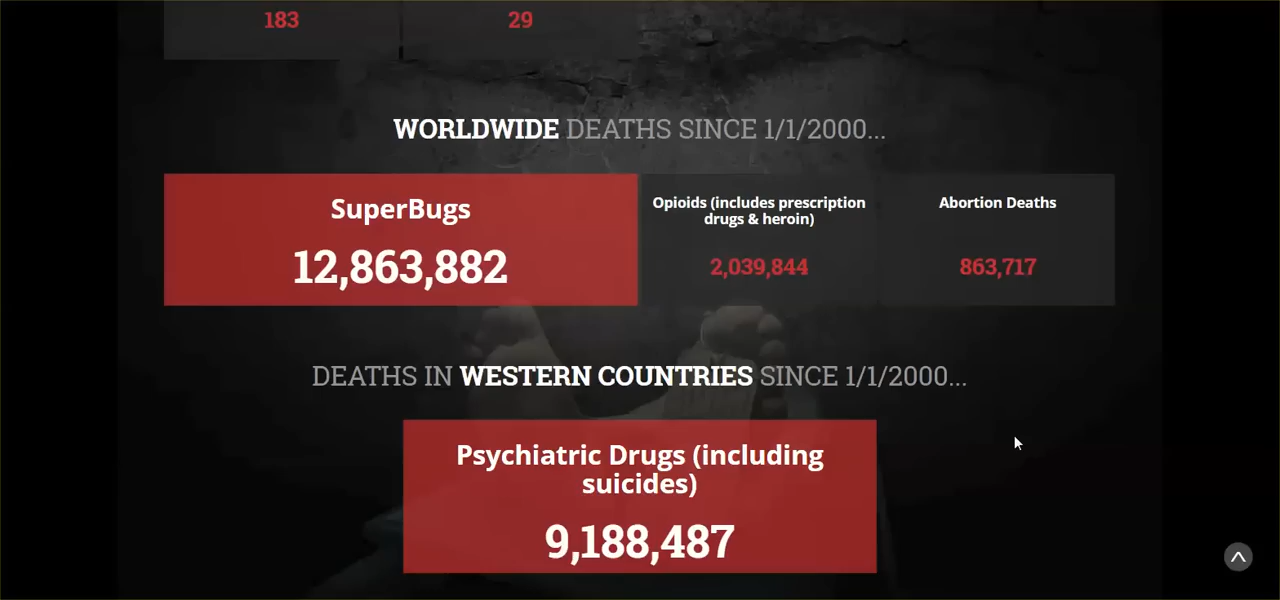 183
29
WORLDWIDE DEATHS SINCE 1/1/2000...
SuperBugs
12,863,882
Opioids (includes prescription
drugs & heroin)
2,039,844
Abortion Deaths
863,717
DEATHS IN WESTERN COUNTRIES SINCE 1/1/2000...
Psychiatric Drugs (including
suicides)
9,188,487